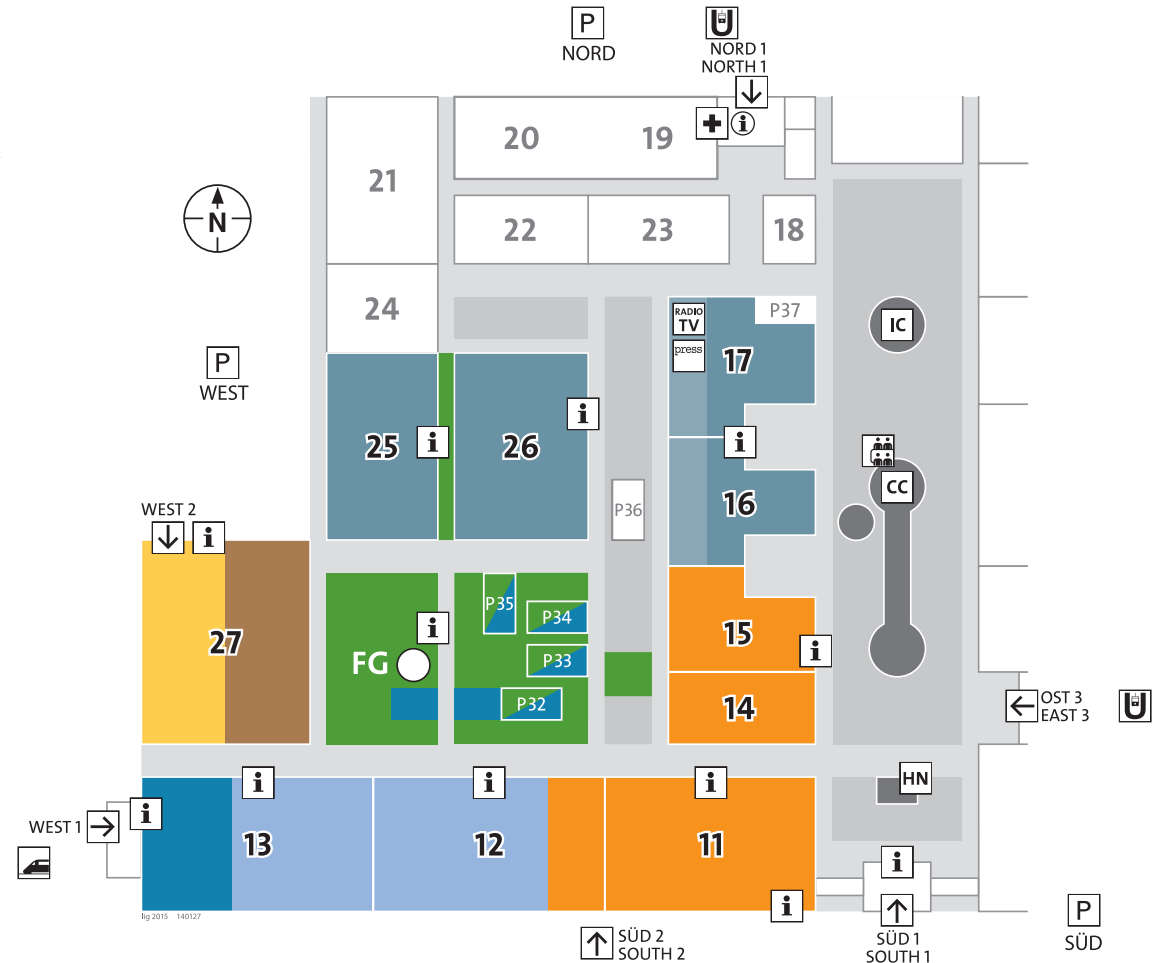 P
NORD
U
NORD 1
NORTH 1
20
19
i
21
N
22
23
18
24
RADIO
TV
P37
IC
press
17
P
WEST
i
25
i
26
i
CC
16
P36
WEST 2
i
P35
P34
27
i
15
FG
P33
i
P32
14
OST 3
EAST 3
U
i
i
i
HN
i
WEST 1
13
12
11
i
i
lig 2015 140127
P
SÜD
SÜD 2
SOUTH 2
SÜD 1
SOUTH 1